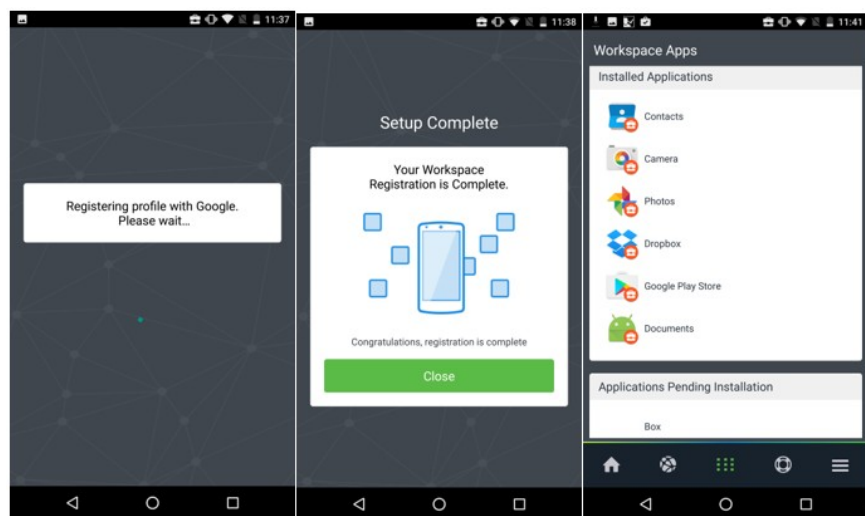 11:37
Registering profile with Google.
Please wait...
11:38
Setup Complete
Your Workspace
Registration is Complete.
Congratulations, registration is complete
Close
11:41
Workspace Apps
Installed Applications
Contacts
Camera
Photos
Dropbox
Google Play Store
Documents
Applications Pending Installation
Box